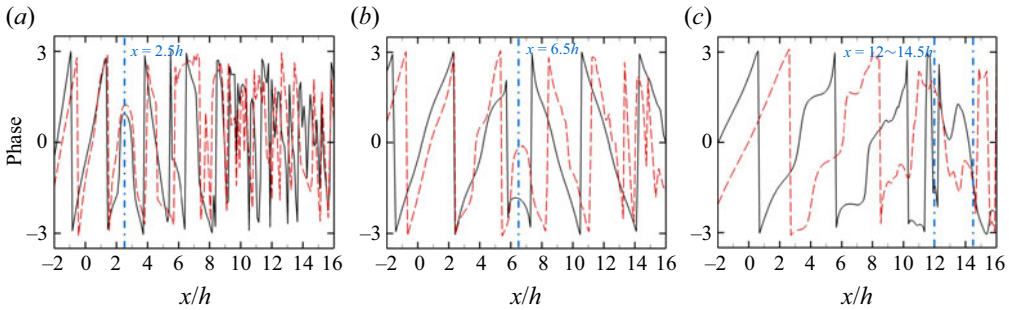 (a)
(b)
(c)
x = 2.5h
x = 6.5h
x = 12~14.5h
Phase
3
0
–3
3
0
–3
3
0
–3
–2 0 2 4 6 8 10 12 14 16
–2 0 2 4 6 8 10 12 14 16
–2 0 2 4 6 8 10 12 14 16
x/h
x/h
x/h